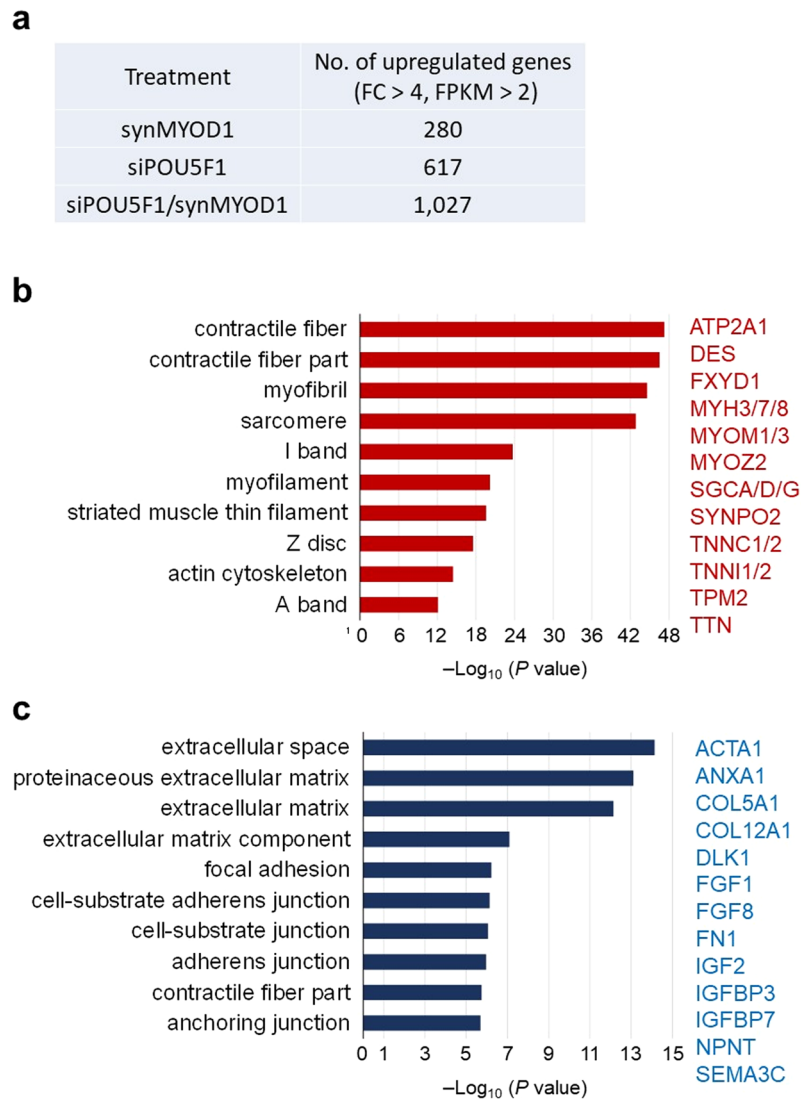 a
Treatment
No. of upregulated genes
(FC > 4, FPKM > 2)
synMYOD1
280
siPOU5F1
617
siPOU5F1/synMYOD1
1,027
b
contractile fiber
contractile fiber part
myofibril
sarcomere
I band
myofilament
striated muscle thin filament
Z disc
actin cytoskeleton
A band
1 0 6 12 18 24 30 36 42 48
–Log10 (P value)
ATP2A1
DES
FXYD1
MYH3/7/8
MYOM1/3
MYOZ2
SGCA/D/G
SYNPO2
TNNC1/2
TNNI1/2
TPM2
TTN
c
extracellular space
proteinaceous extracellular matrix
extracellular matrix
extracellular matrix component
focal adhesion
cell-substrate adherens junction
cell-substrate junction
adherens junction
contractile fiber part
anchoring junction
0 1 3 5 7 9 11 13 15
–Log10 (P value)
ACTA1
ANXA1
COL5A1
COL12A1
DLK1
FGF1
FGF8
FN1
IGF2
IGFBP3
IGFBP7
NPNT
SEMA3C